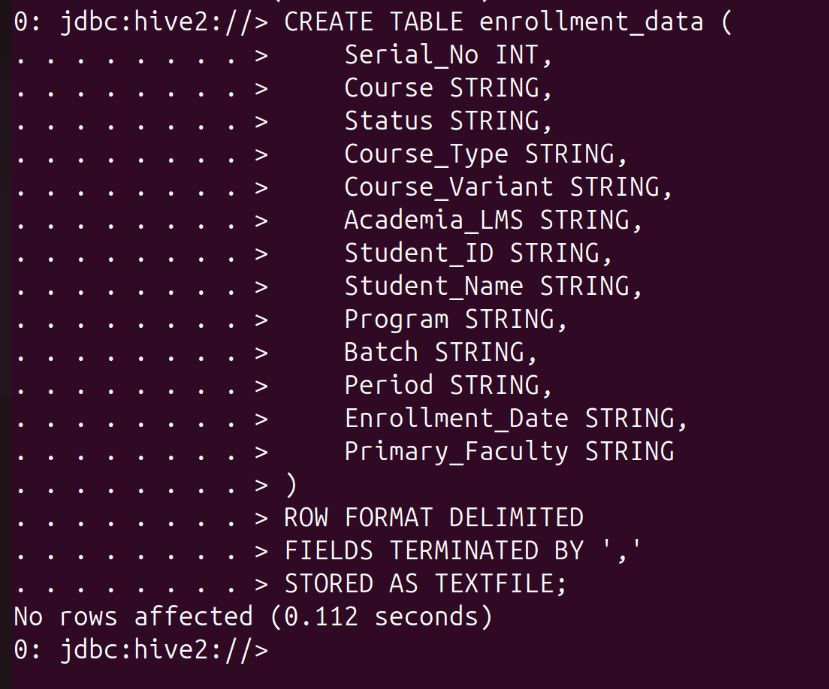 0: jdbc:hive2://> CREATE TABLE enrollment_data (
. . . . . . . . >     Serial_No INT,
. . . . . . . . >     Course STRING,
. . . . . . . . >     Status STRING,
. . . . . . . . >     Course_Type STRING,
. . . . . . . . >     Course_Variant STRING,
. . . . . . . . >     Academia_LMS STRING,
. . . . . . . . >     Student_ID STRING,
. . . . . . . . >     Student_Name STRING,
. . . . . . . . >     Program STRING,
. . . . . . . . >     Batch STRING,
. . . . . . . . >     Period STRING,
. . . . . . . . >     Enrollment_Date STRING,
. . . . . . . . >     Primary_Faculty STRING
. . . . . . . . > )
. . . . . . . . > ROW FORMAT DELIMITED
. . . . . . . . > FIELDS TERMINATED BY ','
. . . . . . . . > STORED AS TEXTFILE;
No rows affected (0.112 seconds)
0: jdbc:hive2://>